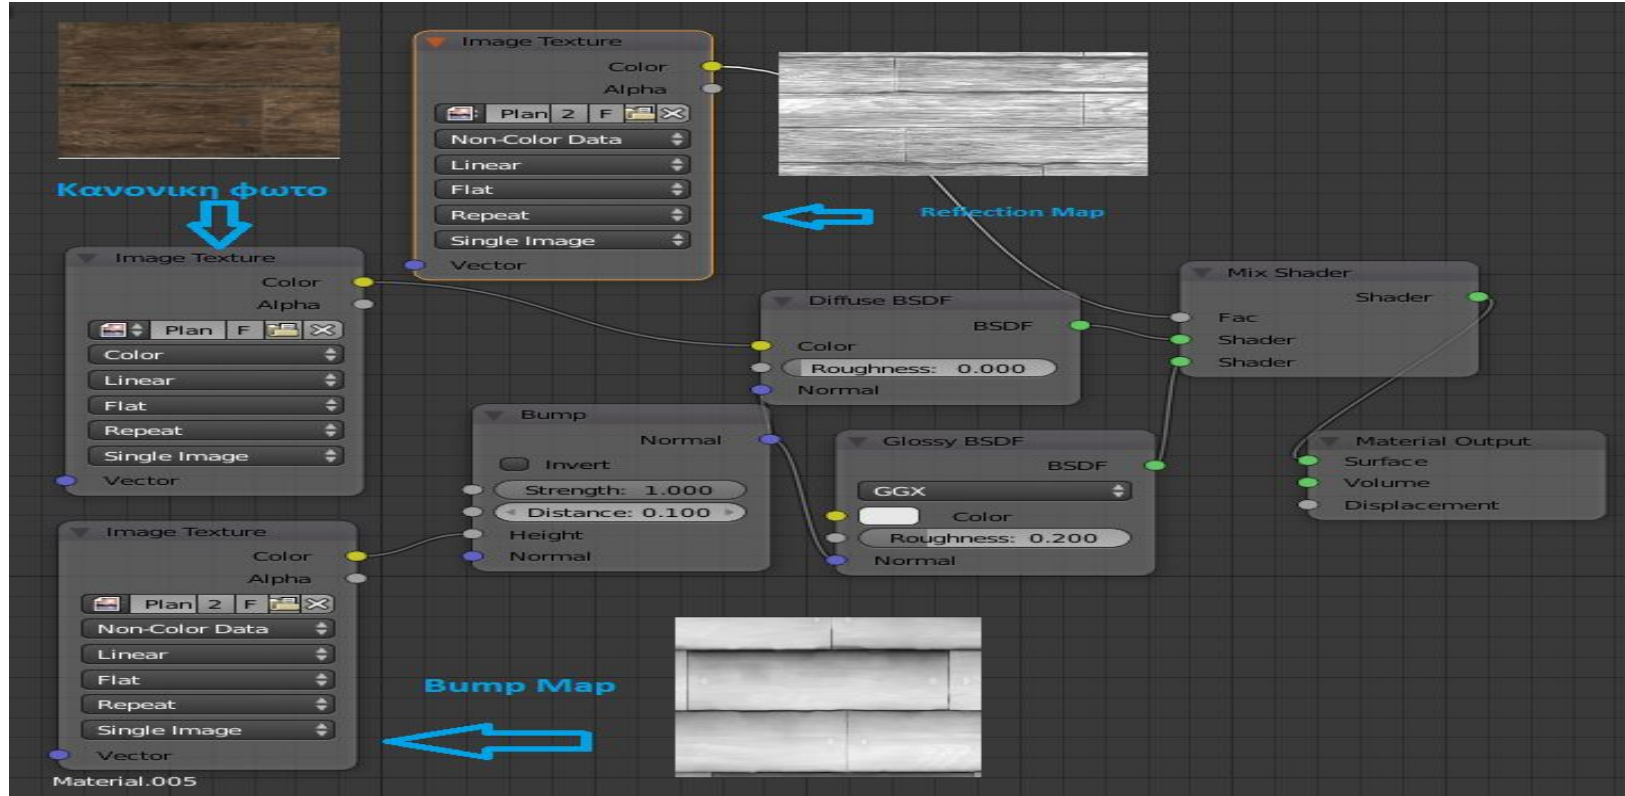 Image Texture
Color
Alpha
Plan 2 F
Non-Color Data
Linear
Flat
Repeat
Single Image
Vector
Κανονικη φωτο
Reflection Map
Image Texture
Color
Alpha
Plan F
Color
Linear
Flat
Repeat
Single Image
Vector
Diffuse BSDF
BSDF
Color
Roughness: 0.000
Normal
Mix Shader
Shader
Fac
Shader
Shader
Bump
Normal
Invert
Strength: 1.000
Distance: 0.100
Height
Normal
Glossy BSDF
BSDF
GGX
Color
Roughness: 0.200
Normal
Material Output
Surface
Volume
Displacement
Image Texture
Color
Alpha
Plan 2 F
Non-Color Data
Linear
Flat
Repeat
Single Image
Vector
Bump Map
Material.005